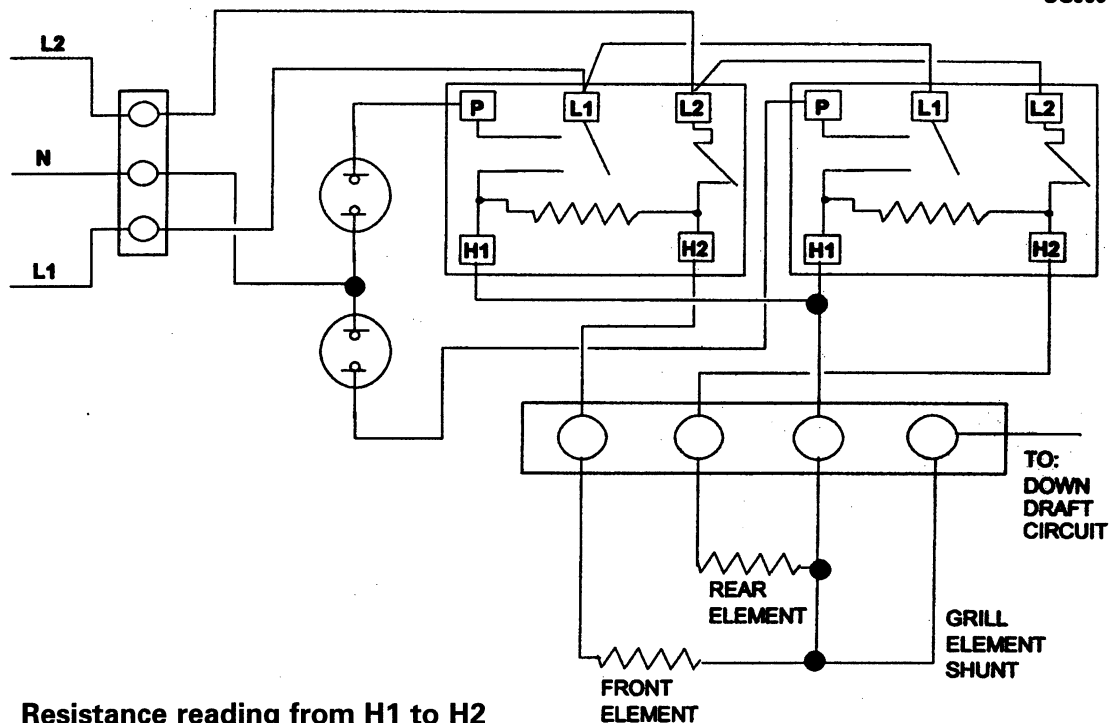 L2
N
L1
P
L1
L2
H1
H2
P
L1
L2
H1
H2
TO:
DOWN
DRAFT
CIRCUIT
REAR
ELEMENT
GRILL
ELEMENT
SHUNT
FRONT
ELEMENT
Resistance reading from H1 to H2